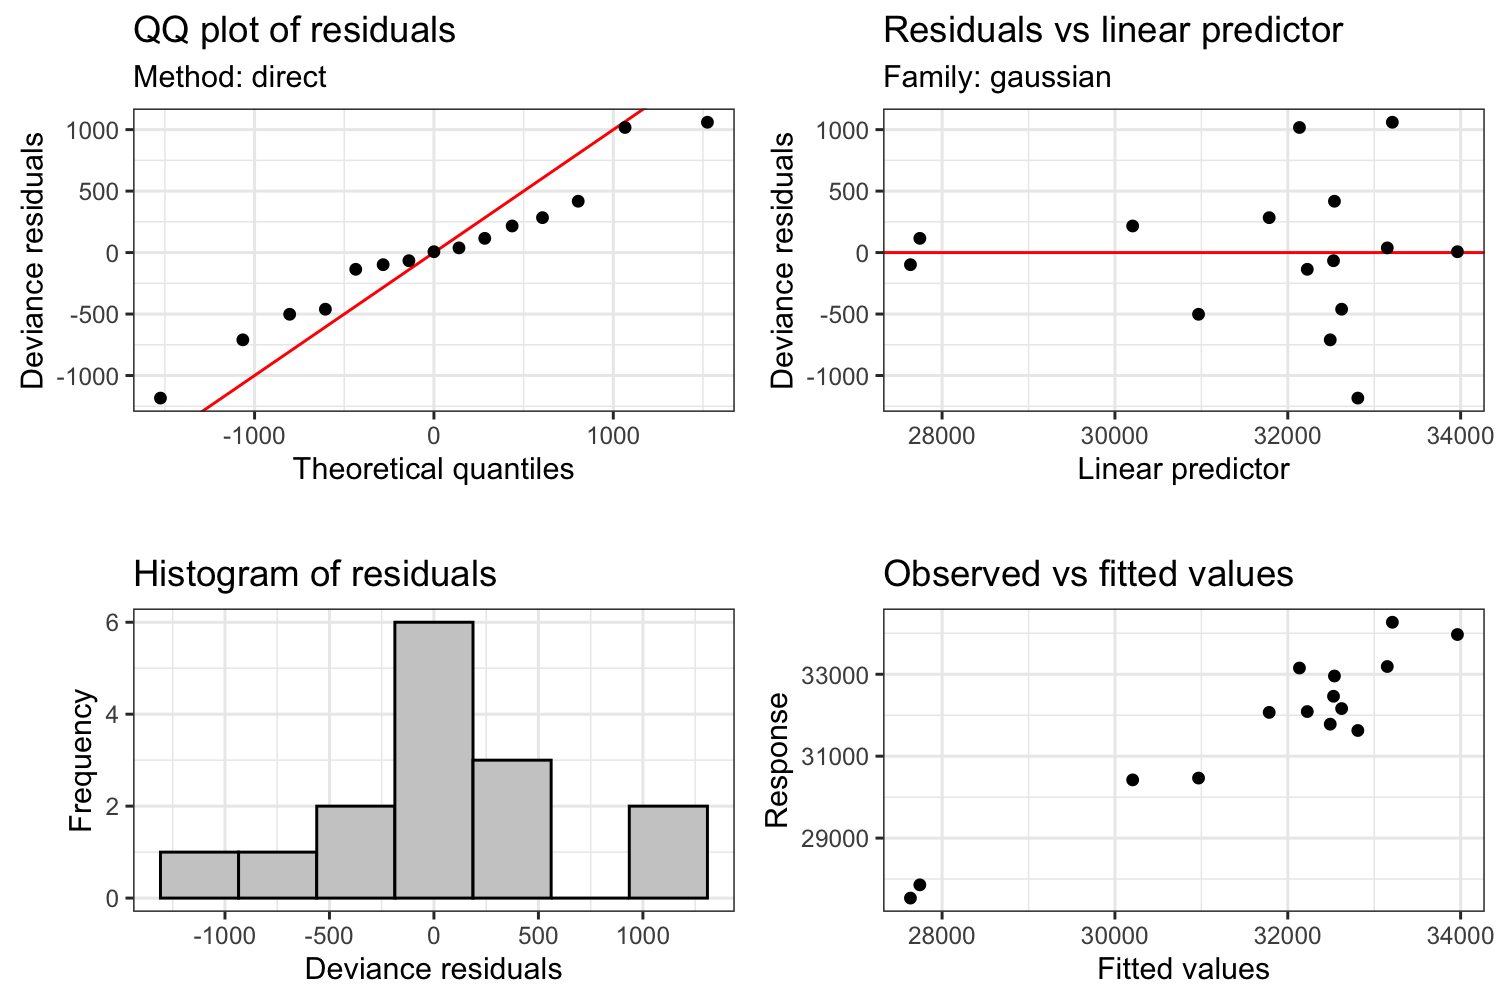 QQ plot of residuals
Method: direct
1000
500
0
-500
-1000
Deviance residuals
-1000 0 1000
Theoretical quantiles
Residuals vs linear predictor
Family: gaussian
1000
500
0
-500
-1000
Deviance residuals
28000 30000 32000 34000
Linear predictor
Histogram of residuals
6
4
2
0
Frequency
-1000 -500 0 500 1000
Deviance residuals
Observed vs fitted values
33000
31000
29000
Response
28000 30000 32000 34000
Fitted values